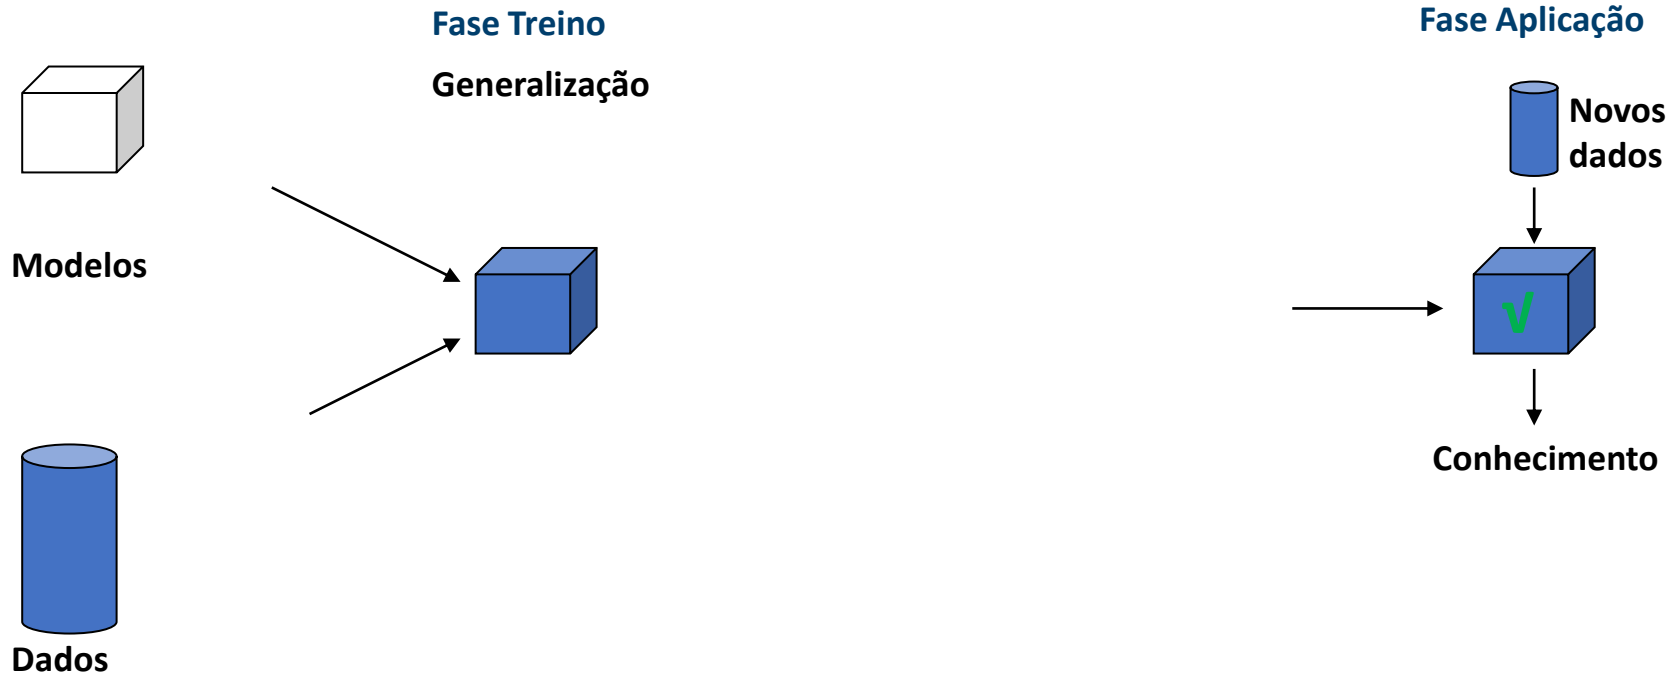 Fase Treino
Generalização
Modelos
Dados
Fase Aplicação
Novos
dados
√
Conhecimento